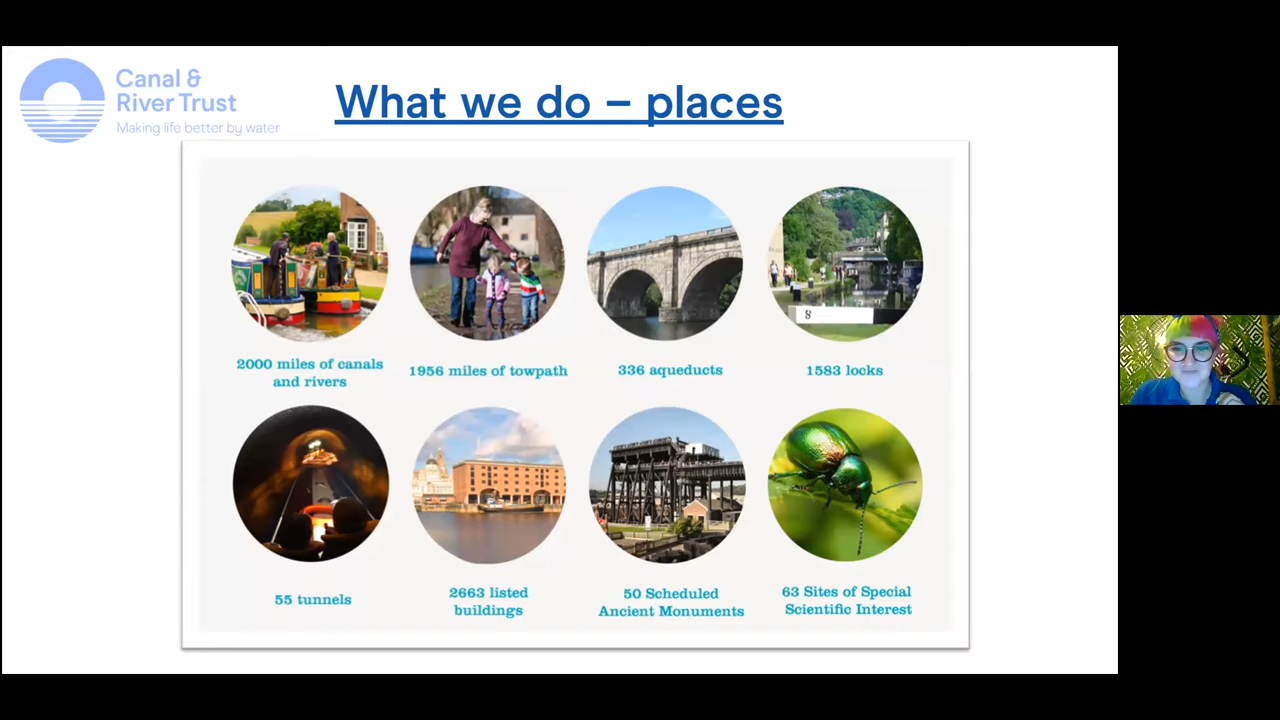 Canal &
River Trust
Making life better by water
What we do – places
2000 miles of canals
and rivers
1956 miles of towpath
336 aqueducts
1583 locks
55 tunnels
2663 listed
buildings
50 Scheduled
Ancient Monuments
63 Sites of Special
Scientific Interest